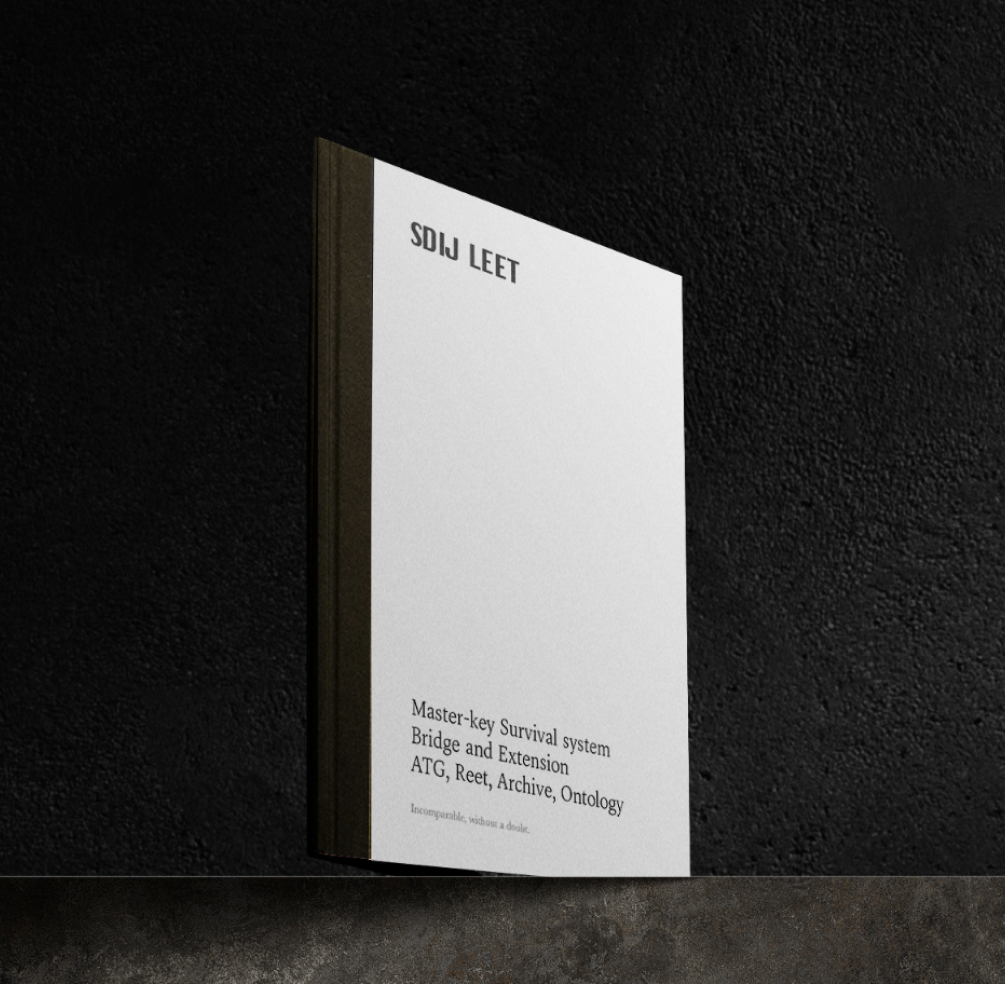 SDIJ LEET
Master-key Survival system
Bridge and Extension
ATG, Reet, Archive, Ontology
Incomparable, without a doubt.